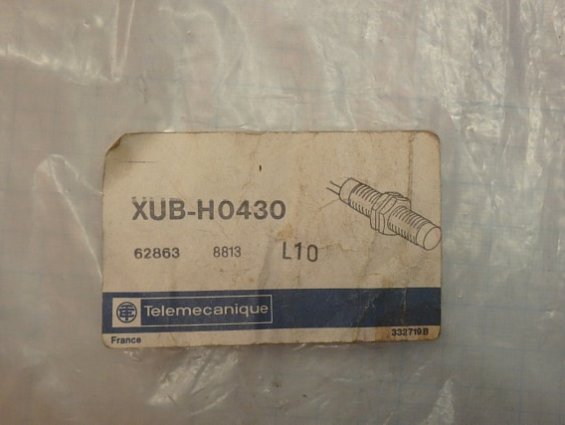 XUB-H0430
62863 8813 L10
Telemecanique
France 332719B